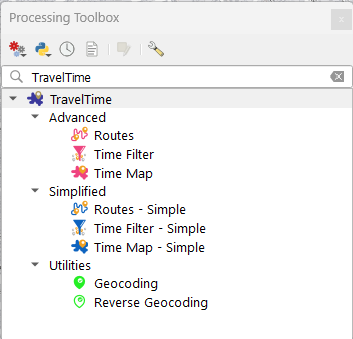 Processing Toolbox
TravelTime
TravelTime
Advanced
Routes
Time Filter
Time Map
Simplified
Routes - Simple
Time Filter - Simple
Time Map - Simple
Utilities
Geocoding
Reverse Geocoding